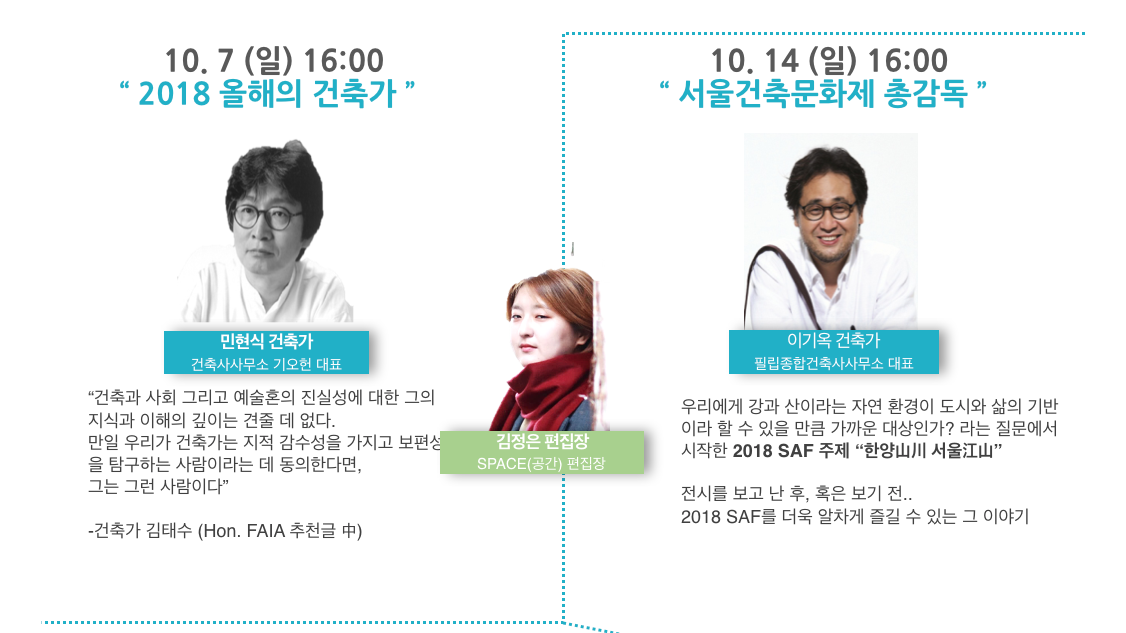 10. 7 (일) 16:00
“ 2018 올해의 건축가 ”
민현식 건축가
건축사사무소 기오헌 대표
“건축과 사회 그리고 예술혼의 진실성에 대한 그의
지식과 이해의 깊이는 견줄 데 없다.
만일 우리가 건축가는 지적 감수성을 가지고 보편성
을 탐구하는 사람이라는 데 동의한다면,
그는 그런 사람이다”
-건축가 김태수 (Hon. FAIA 추천글 中)
김정은 편집장
SPACE(공간) 편집장
10. 14 (일) 16:00
“ 서울건축문화제 총감독 ”
이기옥 건축가
필립종합건축사사무소 대표
우리에게 강과 산이라는 자연 환경이 도시와 삶의 기반
이라 할 수 있을 만큼 가까운 대상인가? 라는 질문에서
시작한 2018 SAF 주제 “한양山川 서울江山”
전시를 보고 난 후, 혹은 보기 전..
2018 SAF를 더욱 알차게 즐길 수 있는 그 이야기